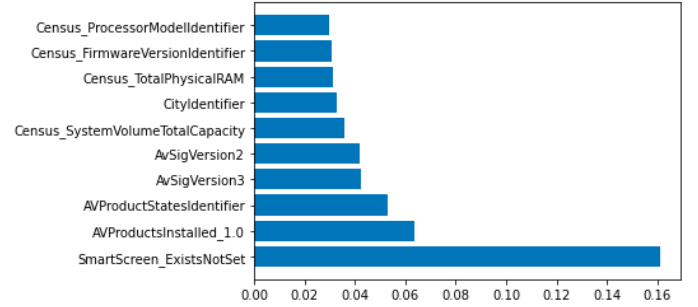 Census_ProcessorModelIdentifier
Census_FirmwareVersionIdentifier
Census_TotalPhysicalRAM
CityIdentifier
Census_SystemVolumeTotalCapacity
AvSigVersion2
AvSigVersion3
AVProductStatesIdentifier
AVProductsInstalled_1.0
SmartScreen_ExistsNotSet
0.00 0.02 0.04 0.06 0.08 0.10 0.12 0.14 0.16